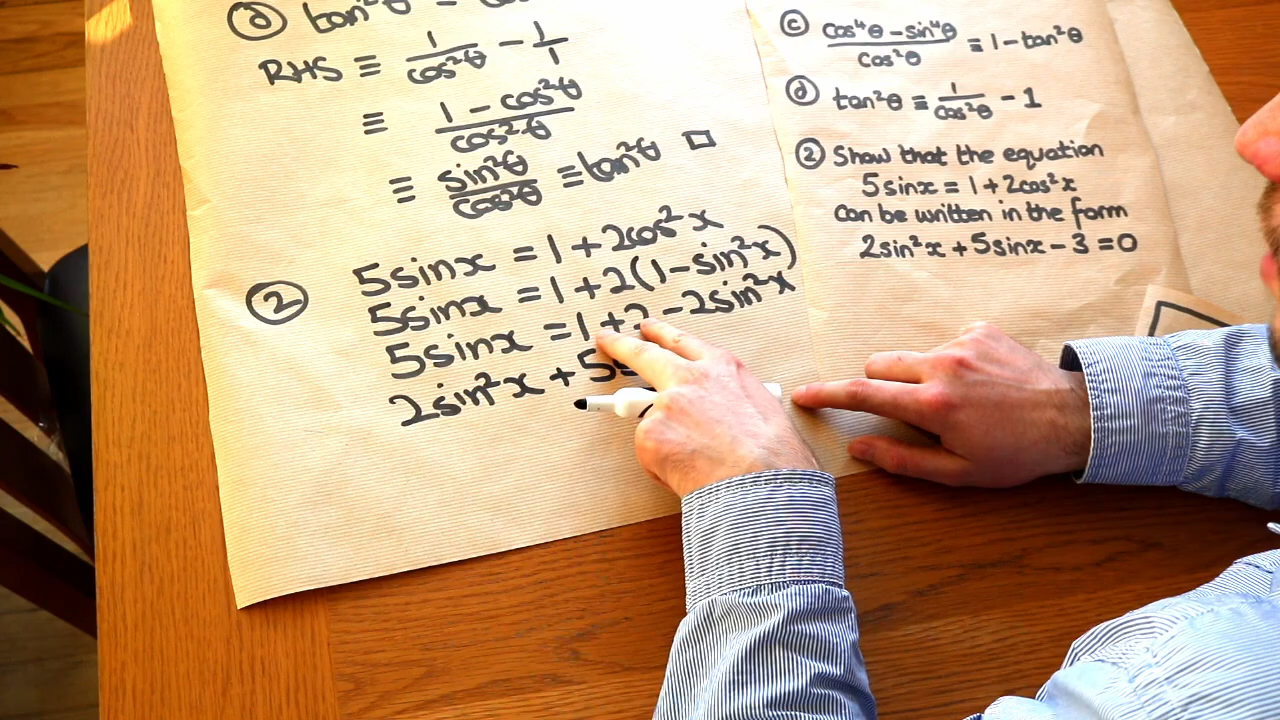 d tan²θ
RHS ≡ 1/cos²θ − 1/1
≡ (1 − cos²θ)/cos²θ
≡ sin²θ/cos²θ ≡ tan²θ □
2 5sinx = 1 + 2cos²x
5sinx = 1 + 2(1 − sin²x)
5sinx = 1 + 2 − 2sin²x
2sin²x + 5
c (cos⁴θ − sin⁴θ)/cos²θ ≡ 1 − tan²θ
d tan²θ ≡ 1/cos²θ − 1
2 Show that the equation
5sinx = 1 + 2cos²x
can be written in the form
2sin²x + 5sinx − 3 = 0